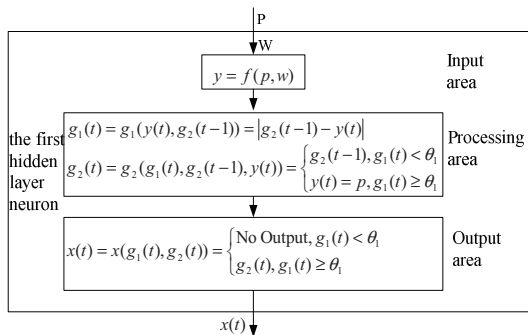 P
W
y = f(p,w)
Input
area
g₁(t) = g₁(y(t), g₂(t−1)) = |g₂(t−1) − y(t)|
g₂(t) = g₂(g₁(t), g₂(t−1), y(t)) = { g₂(t−1), g₁(t) < θ₁
y(t) = p, g₁(t) ≥ θ₁
Processing
area
the first
hidden
layer
neuron
x(t) = x(g₁(t), g₂(t)) = { No Output, g₁(t) < θ₁
g₂(t), g₁(t) ≥ θ₁
Output
area
x(t)